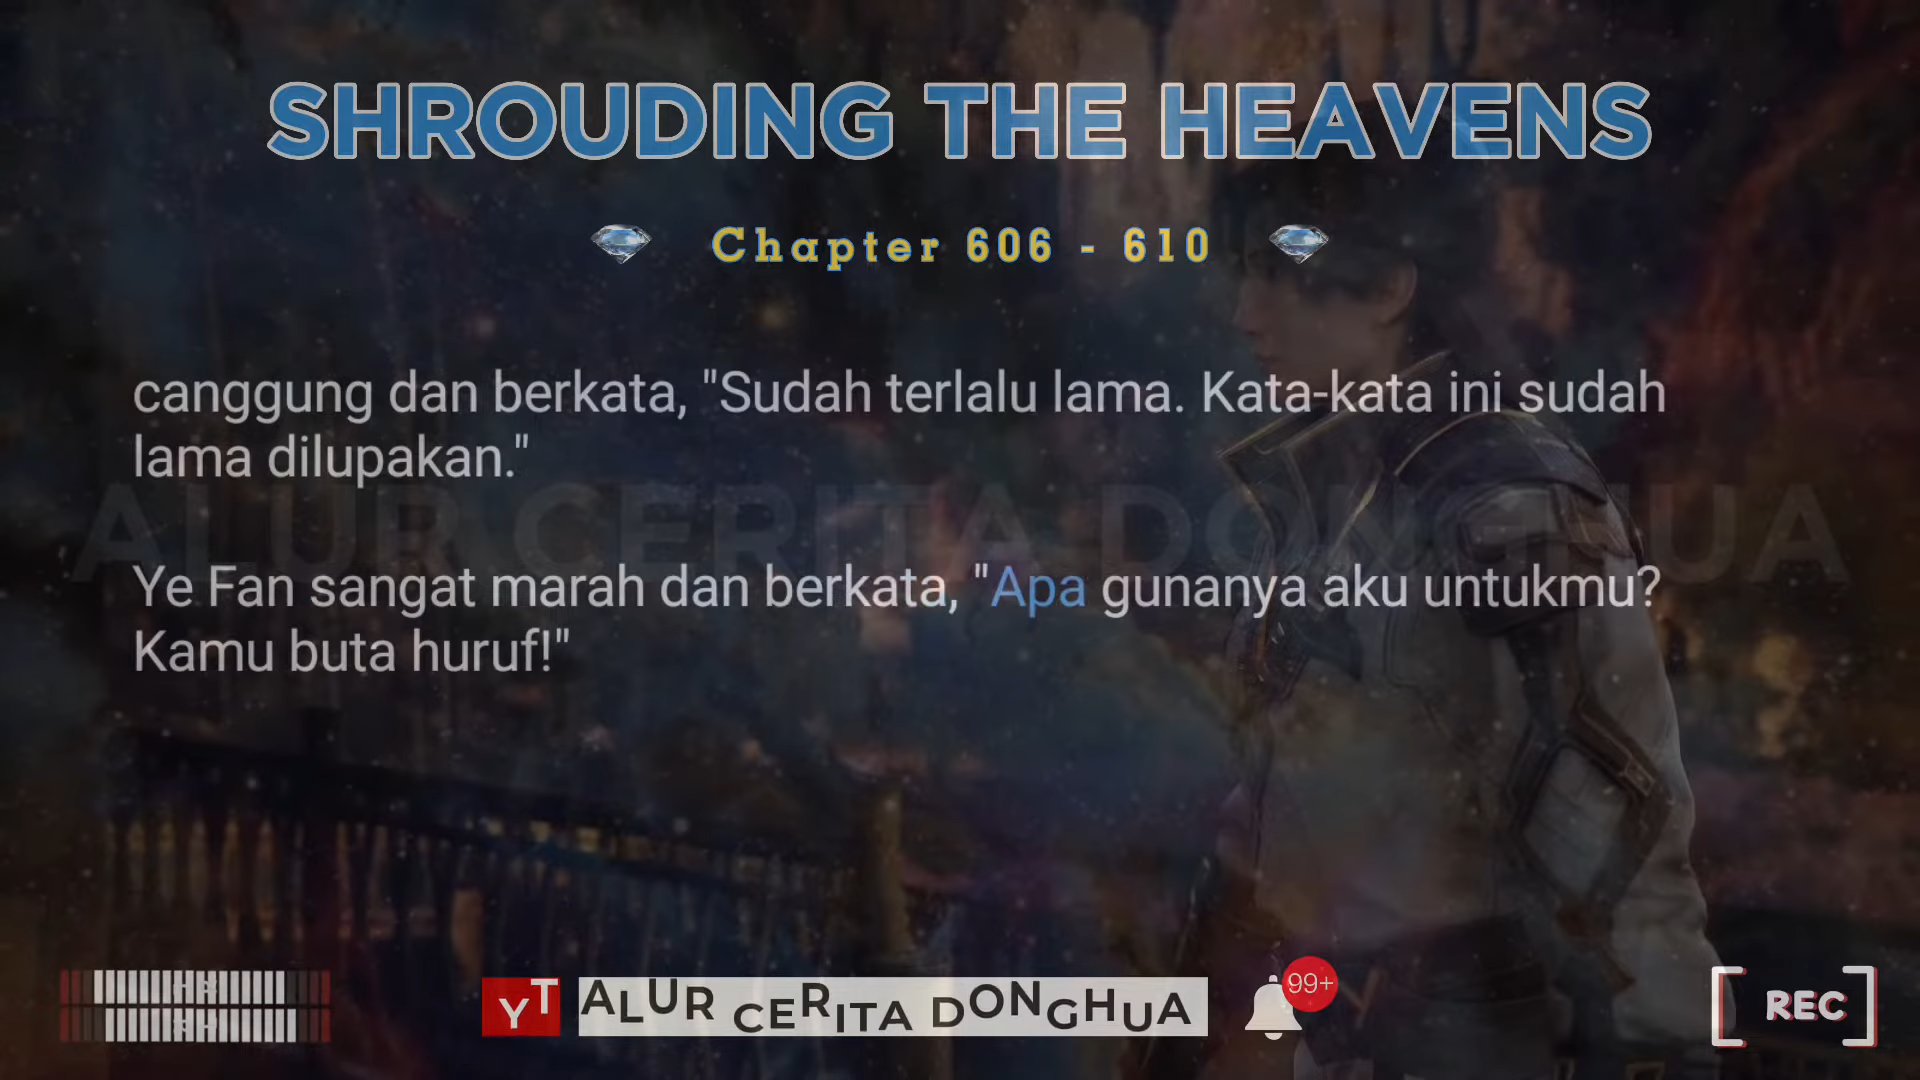 SHROUDING THE HEAVENS
Chapter 606 - 610
canggung dan berkata, "Sudah terlalu lama. Kata-kata ini sudah
lama dilupakan."
ALUR CERITA DONGHUA
Ye Fan sangat marah dan berkata, "Apa gunanya aku untukmu?
Kamu buta huruf!"
YT ALUR CERITA DONGHUA 99+
REC